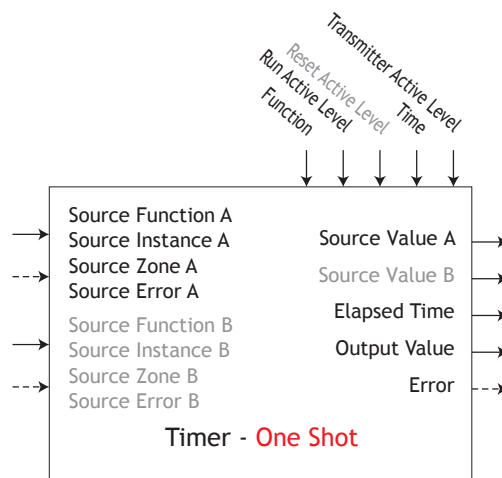 Function
Run Active Level
Reset Active Level
Time
Transmitter Active Level
Source Function A
Source Instance A
Source Zone A
Source Error A
Source Function B
Source Instance B
Source Zone B
Source Error B
Source Value A
Source Value B
Elapsed Time
Output Value
Error
Timer - One Shot